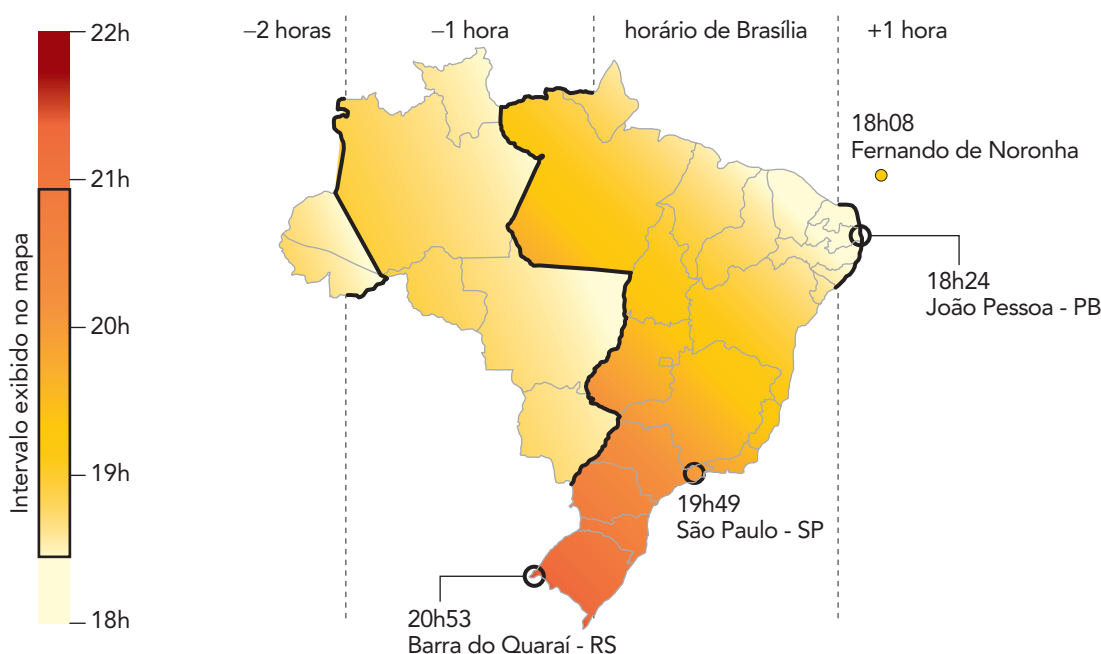 22h
21h
20h
19h
18h
Intervalo exibido no mapa
−2 horas
−1 hora
horário de Brasília
+1 hora
18h08
Fernando de Noronha
18h24
João Pessoa - PB
19h49
São Paulo - SP
20h53
Barra do Quaraí - RS